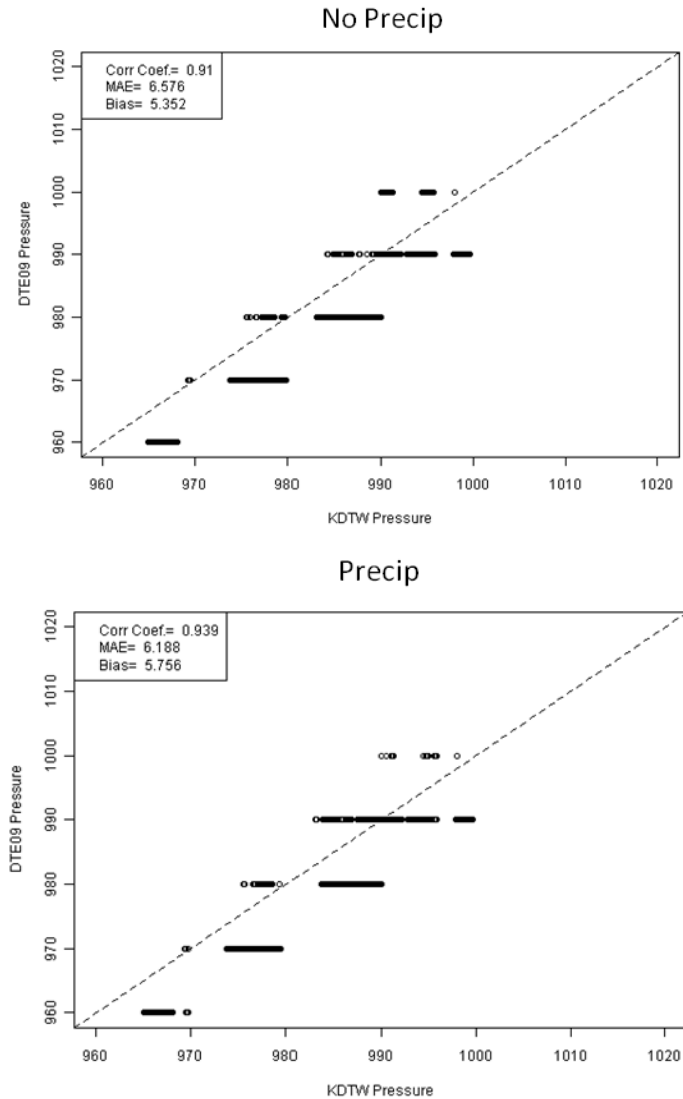 No Precip
Corr Coef.= 0.91
MAE= 6.576
Bias= 5.352
1020
1010
1000
990
980
970
960
DTE09 Pressure
960 970 980 990 1000 1010 1020
KDTW Pressure
Precip
Corr Coef.= 0.939
MAE= 6.188
Bias= 5.756
1020
1010
1000
990
980
970
960
DTE09 Pressure
960 970 980 990 1000 1010 1020
KDTW Pressure